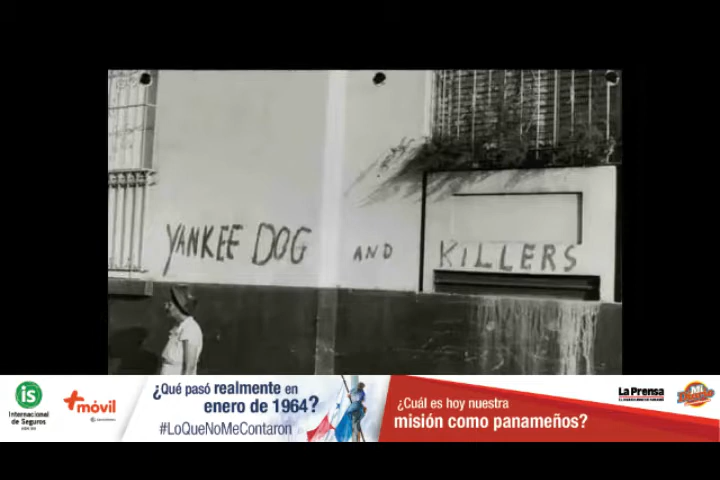 YANKEE DOG AND KILLERS
is
Internacional
de Seguros
+móvil
¿Qué pasó realmente en
enero de 1964?
#LoQueNoMeContaron
¿Cuál es hoy nuestra
misión como panameños?
La Prensa
Mi